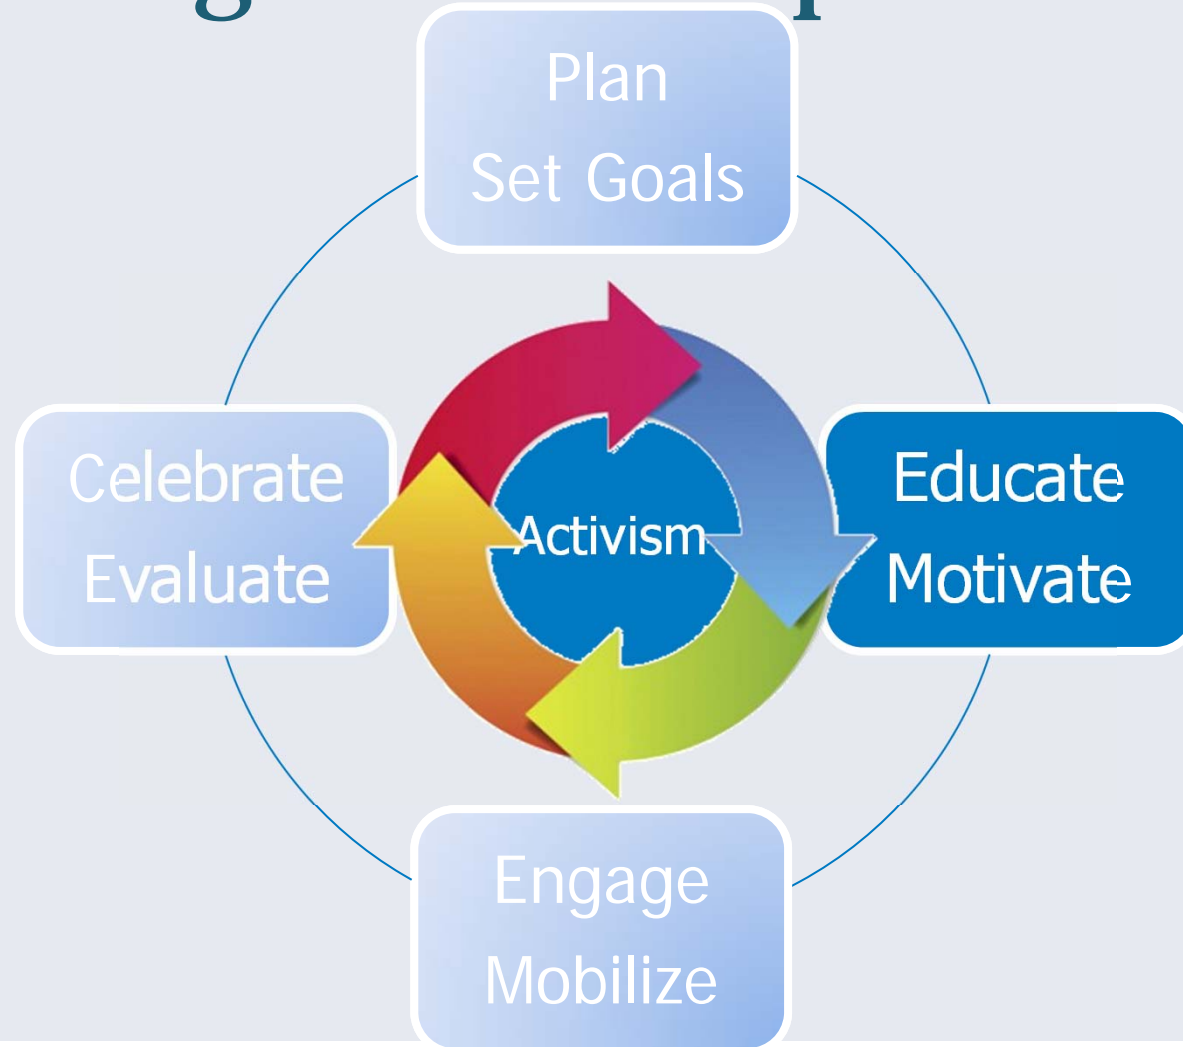 Plan
Set Goals
Celebrate
Evaluate
Activism
Educate
Motivate
Engage
Mobilize